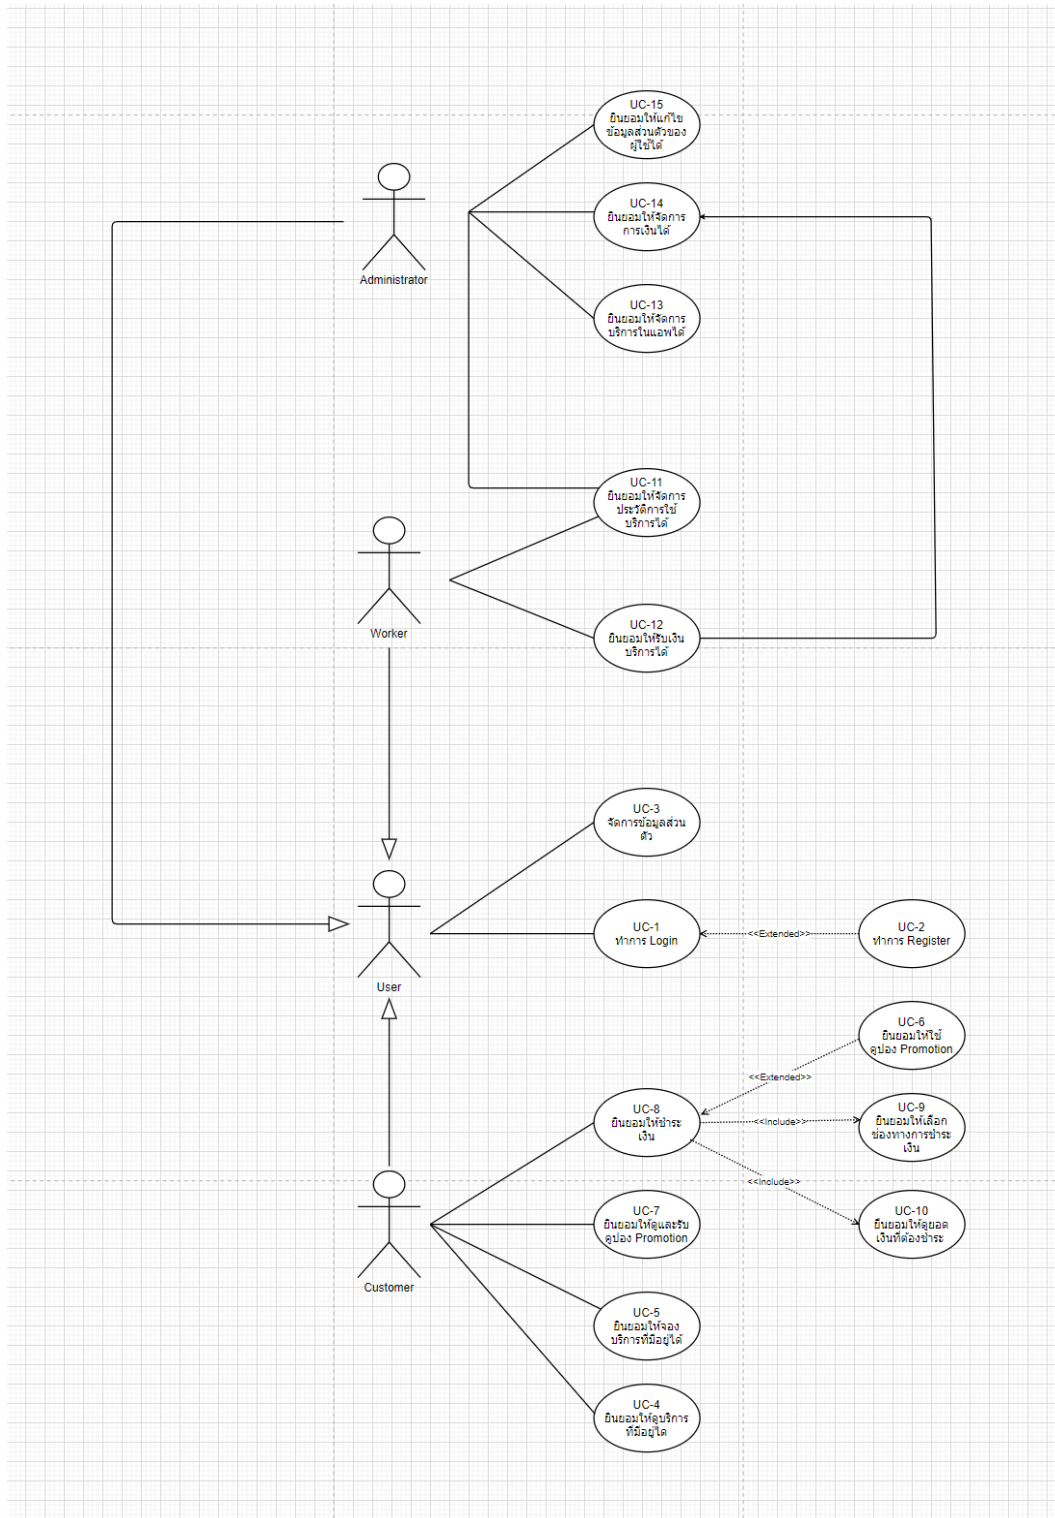 UC-15
ยินยอมให้แก้ไข
ข้อมูลส่วนตัวของ
ผู้ใช้ได้
Administrator
UC-14
ยินยอมให้จัดการ
การเงินได้
UC-13
ยินยอมให้จัดการ
บริการในแอพได้
UC-11
ยินยอมให้จัดการ
ประวัติการใช้
บริการได้
Worker
UC-12
ยินยอมให้รับเงิน
บริการได้
UC-3
จัดการข้อมูลส่วน
ตัว
User
UC-1
ทำการ Login
<<Extended>>
UC-2
ทำการ Register
UC-6
ยินยอมให้ใช้
คูปอง Promotion
<<Extended>>
UC-8
ยินยอมให้ชำระ
เงิน
<<Include>>
UC-9
ยินยอมให้เลือก
ช่องทางการชำระ
เงิน
<<Include>>
UC-10
ยินยอมให้ดูยอด
เงินที่ต้องชำระ
Customer
UC-7
ยินยอมให้ดูและรับ
คูปอง Promotion
UC-5
ยินยอมให้จอง
บริการที่มีอยู่ได้
UC-4
ยินยอมให้ดูบริการ
ที่มีอยู่ได